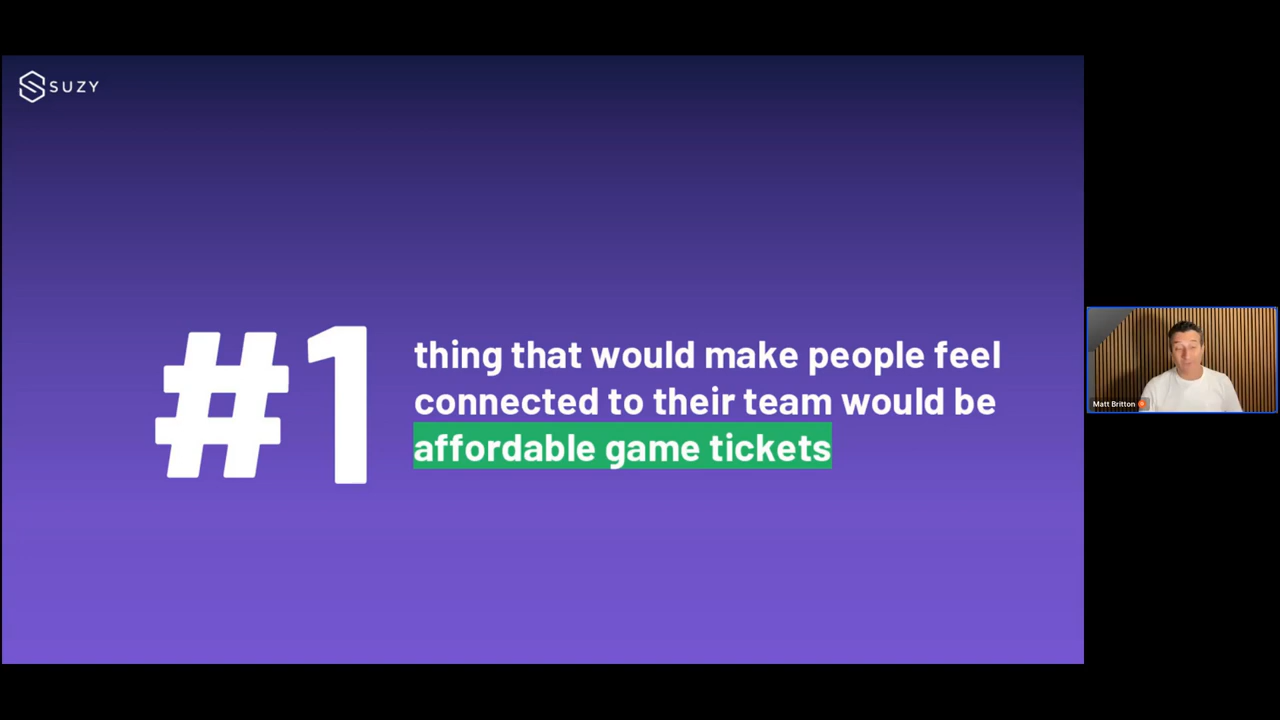 SUZY
#1
thing that would make people feel
connected to their team would be
affordable game tickets
Matt Britton